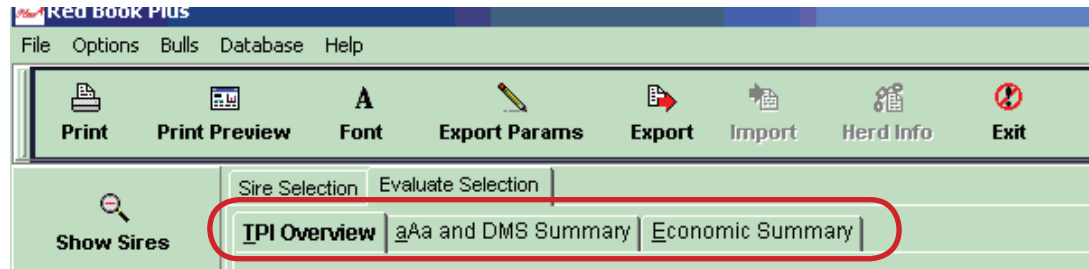 Red Book Plus
File Options Bulls Database Help
Print Print Preview Font Export Params Export Import Herd Info Exit
Sire Selection Evaluate Selection
Show Sires
TPI Overview aAa and DMS Summary Economic Summary